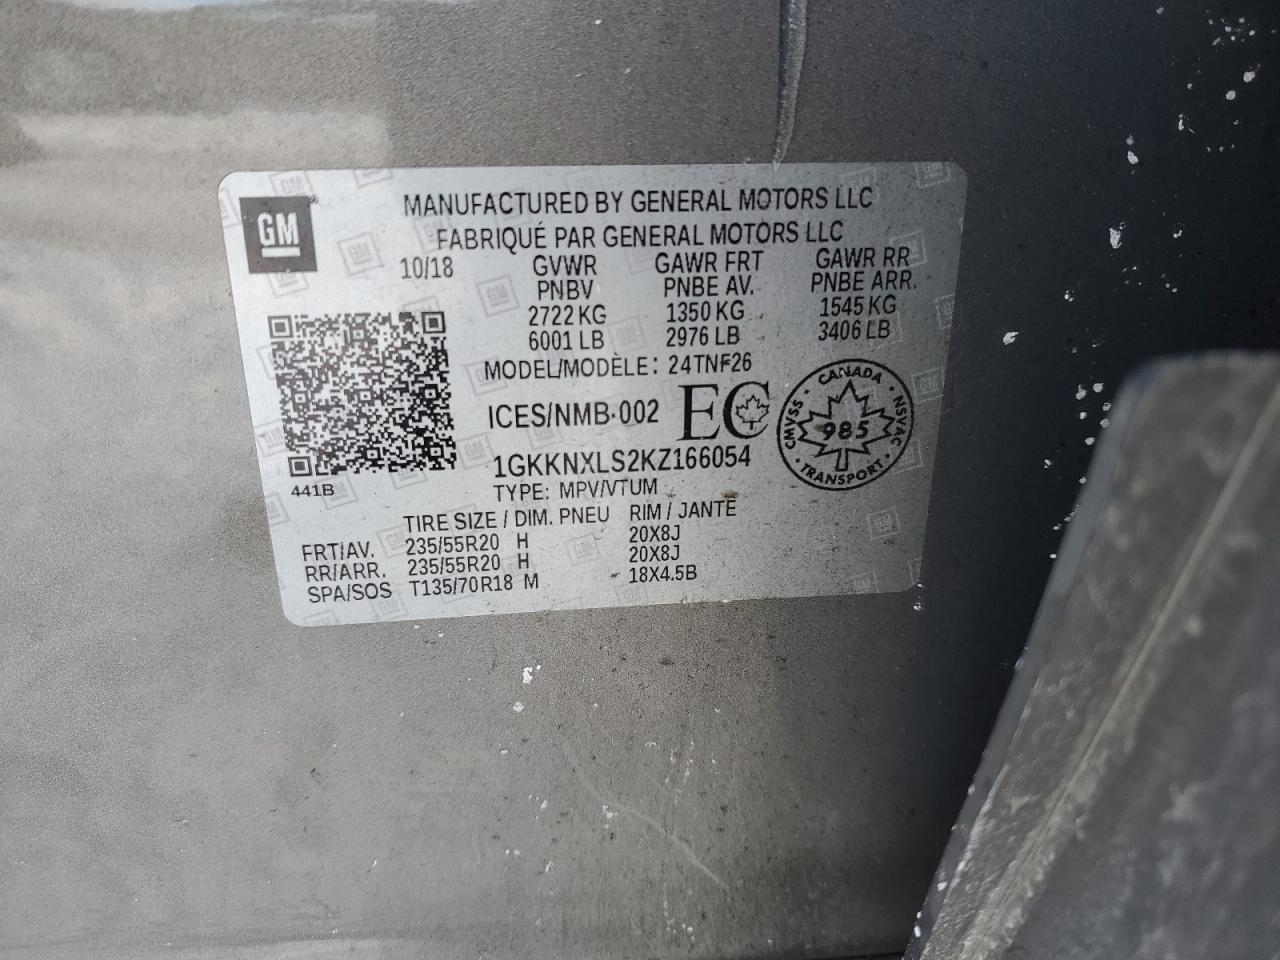 GM
MANUFACTURED BY GENERAL MOTORS LLC
FABRIQUÉ PAR GENERAL MOTORS LLC
10/18 GVWR GAWR FRT GAWR RR
PNBV PNBE AV. PNBE ARR.
2722 KG 1350 KG 1545 KG
6001 LB 2976 LB 3406 LB
MODEL/MODÈLE: 24TNF26
ICES/NMB-002 EC
CANADA
CMVSS 985 NSVAC
TRANSPORT
1GKKNXLS2KZ166054
441B
TYPE: MPV/VTUM
TIRE SIZE / DIM. PNEU RIM / JANTE
FRT/AV. 235/55R20 H 20X8J
RR/ARR. 235/55R20 H 20X8J
SPA/SOS T135/70R18 M 18X4.5B